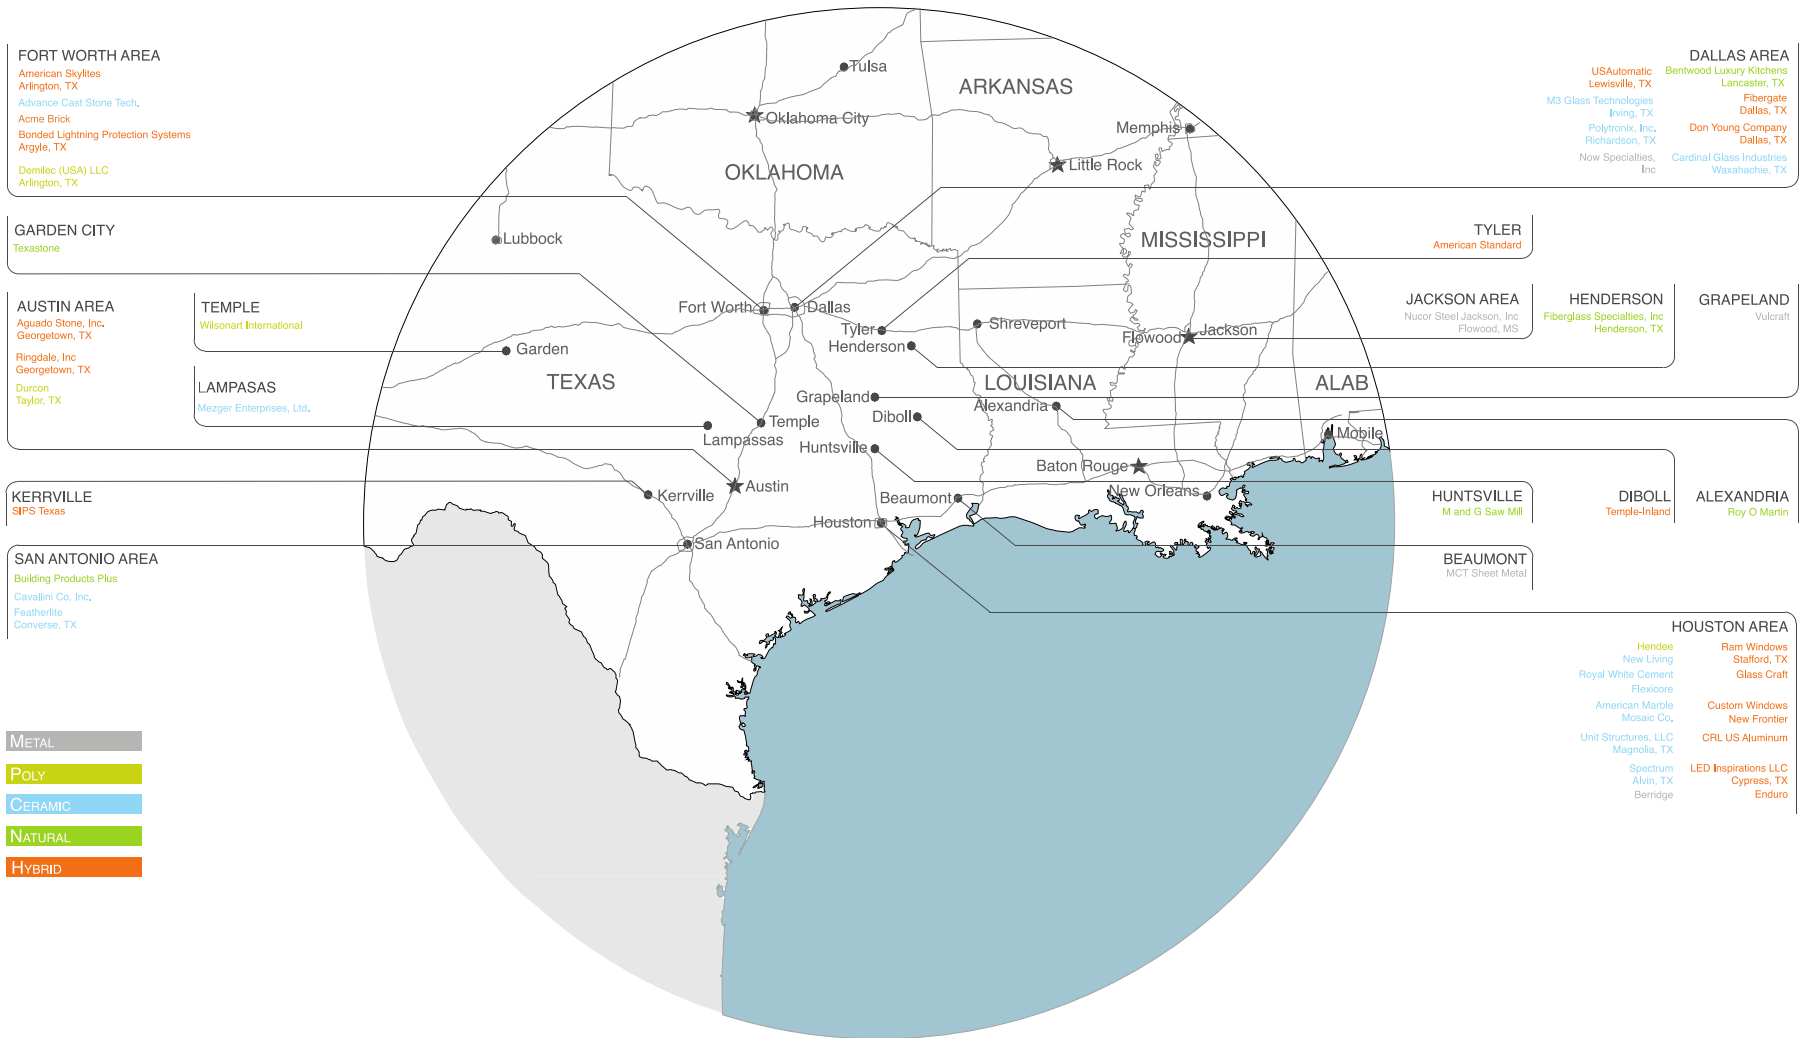 FORT WORTH AREA
American Skylites
Arlington, TX
Advance Cast Stone Tech.
Acme Brick
Bonded Lightning Protection Systems
Argyle, TX
Demilec (USA) LLC
Arlington, TX
GARDEN CITY
Texastone
AUSTIN AREA
Aguado Stone, Inc.
Georgetown, TX
Ringdale, Inc
Georgetown, TX
Durcon
Taylor, TX
TEMPLE
Wilsonart International
LAMPASAS
Mezger Enterprises, Ltd.
KERRVILLE
SIPS Texas
SAN ANTONIO AREA
Building Products Plus
Cavallini Co, Inc.
Featherlite
Converse, TX
METAL
POLY
CERAMIC
NATURAL
HYBRID
Tulsa
ARKANSAS
Oklahoma City
Memphis
Little Rock
OKLAHOMA
Lubbock
MISSISSIPPI
Fort Worth
Dallas
Tyler
Shreveport
Jackson
Flowood
Henderson
Garden
TEXAS
LOUISIANA
ALAB
Grapeland
Alexandria
Diboll
Temple
Lampassas
Mobile
Huntsville
Baton Rouge
Austin
Kerrville
Beaumont
New Orleans
Houston
San Antonio
DALLAS AREA
USAutomatic
Lewisville, TX
M3 Glass Technologies
Irving, TX
Polytronix, Inc.
Richardson, TX
Now Specialties,
Inc
Bentwood Luxury Kitchens
Lancaster, TX
Fibergate
Dallas, TX
Don Young Company
Dallas, TX
Cardinal Glass Industries
Waxahachie, TX
TYLER
American Standard
JACKSON AREA
Nucor Steel Jackson, Inc
Flowood, MS
HENDERSON
Fiberglass Specialties, Inc
Henderson, TX
GRAPELAND
Vulcraft
HUNTSVILLE
M and G Saw Mill
DIBOLL
Temple-Inland
ALEXANDRIA
Roy O Martin
BEAUMONT
MCT Sheet Metal
HOUSTON AREA
Hendee
New Living
Royal White Cement
Flexicore
American Marble
Mosaic Co.
Unit Structures, LLC
Magnolia, TX
Spectrum
Alvin, TX
Berridge
Ram Windows
Stafford, TX
Glass Craft
Custom Windows
New Frontier
CRL US Aluminum
LED Inspirations LLC
Cypress, TX
Enduro